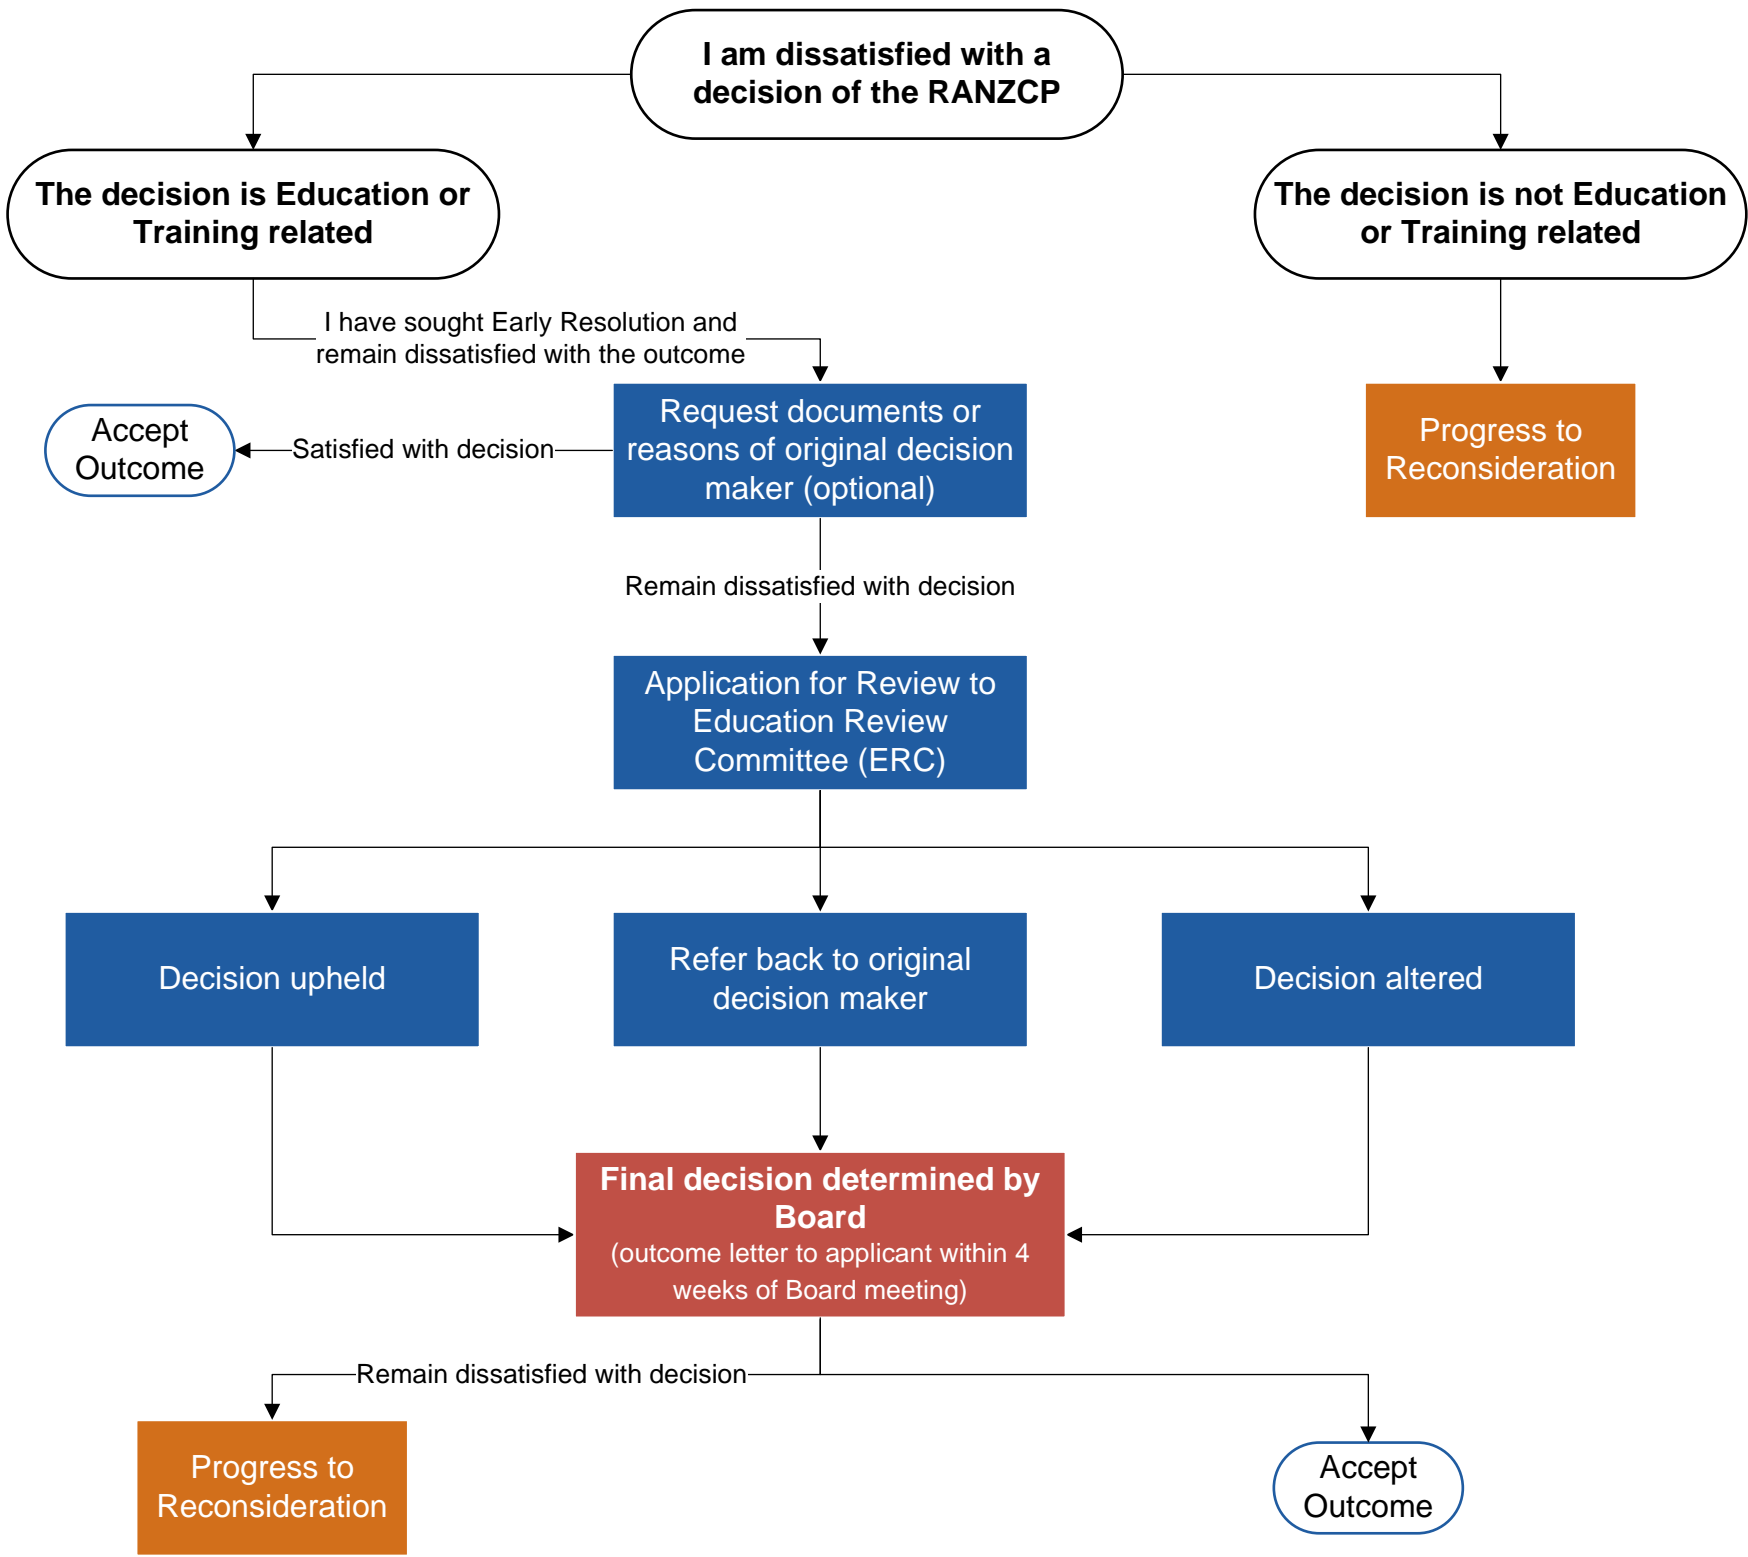 I am dissatisfied with a
decision of the RANZCP
The decision is Education or
Training related
The decision is not Education
or Training related
I have sought Early Resolution and
remain dissatisfied with the outcome
Accept
Outcome
Satisfied with decision
Request documents or
reasons of original decision
maker (optional)
Progress to
Reconsideration
Remain dissatisfied with decision
Application for Review to
Education Review
Committee (ERC)
Decision upheld
Refer back to original
decision maker
Decision altered
Final decision determined by
Board
(outcome letter to applicant within 4
weeks of Board meeting)
Remain dissatisfied with decision
Progress to
Reconsideration
Accept
Outcome